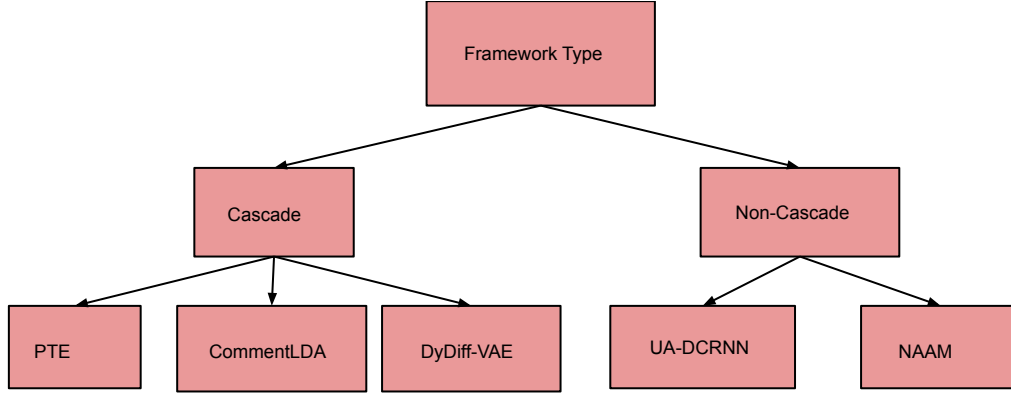 Framework Type
Cascade
Non-Cascade
PTE
CommentLDA
DyDiff-VAE
UA-DCRNN
NAAM